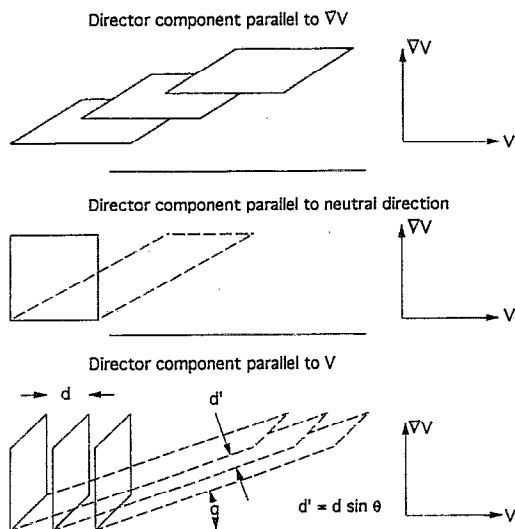 Director component parallel to ∇V
∇V
V
Director component parallel to neutral direction
∇V
V
Director component parallel to V
d
d'
∇V
d' = d sin θ
V